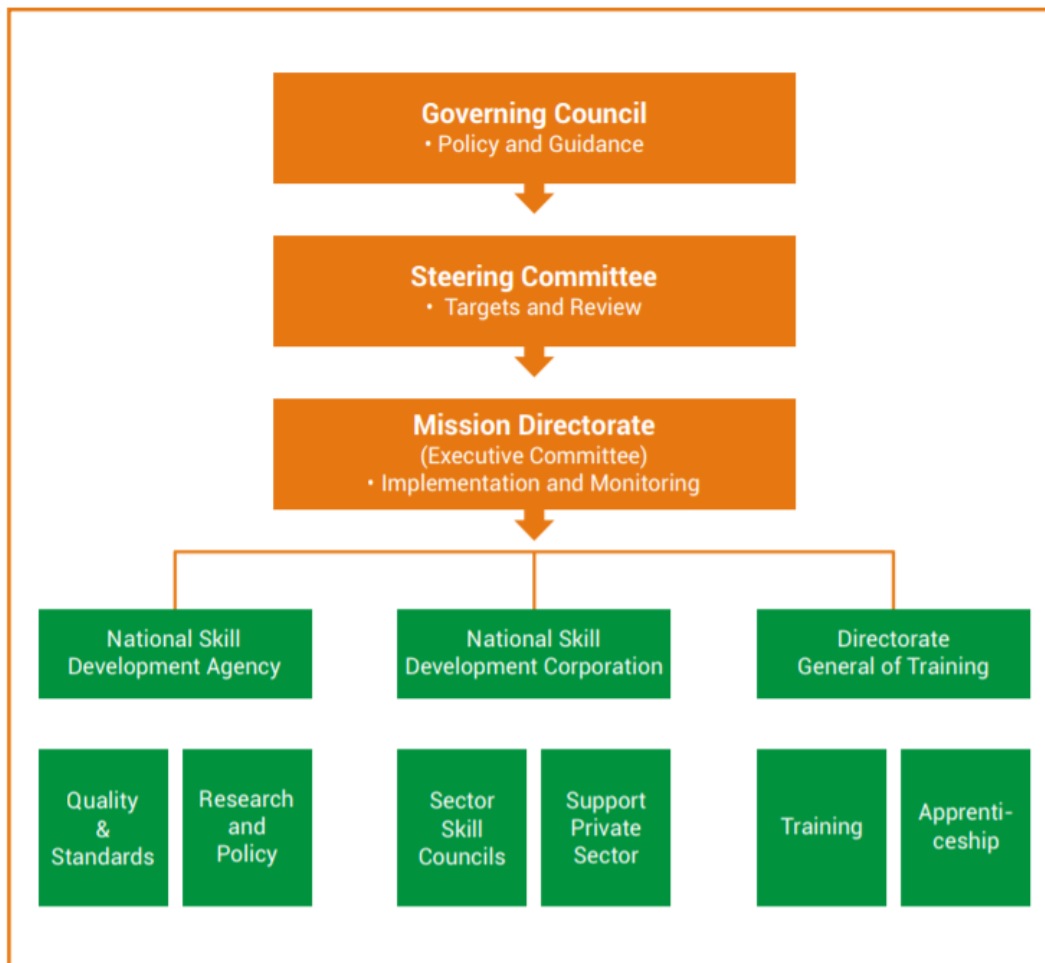 Governing Council
• Policy and Guidance
Steering Committee
• Targets and Review
Mission Directorate
(Executive Committee)
• Implementation and Monitoring
National Skill
Development Agency
National Skill
Development Corporation
Directorate
General of Training
Quality
&
Standards
Research
and
Policy
Sector
Skill
Councils
Support
Private
Sector
Training
Apprenti-
ceship